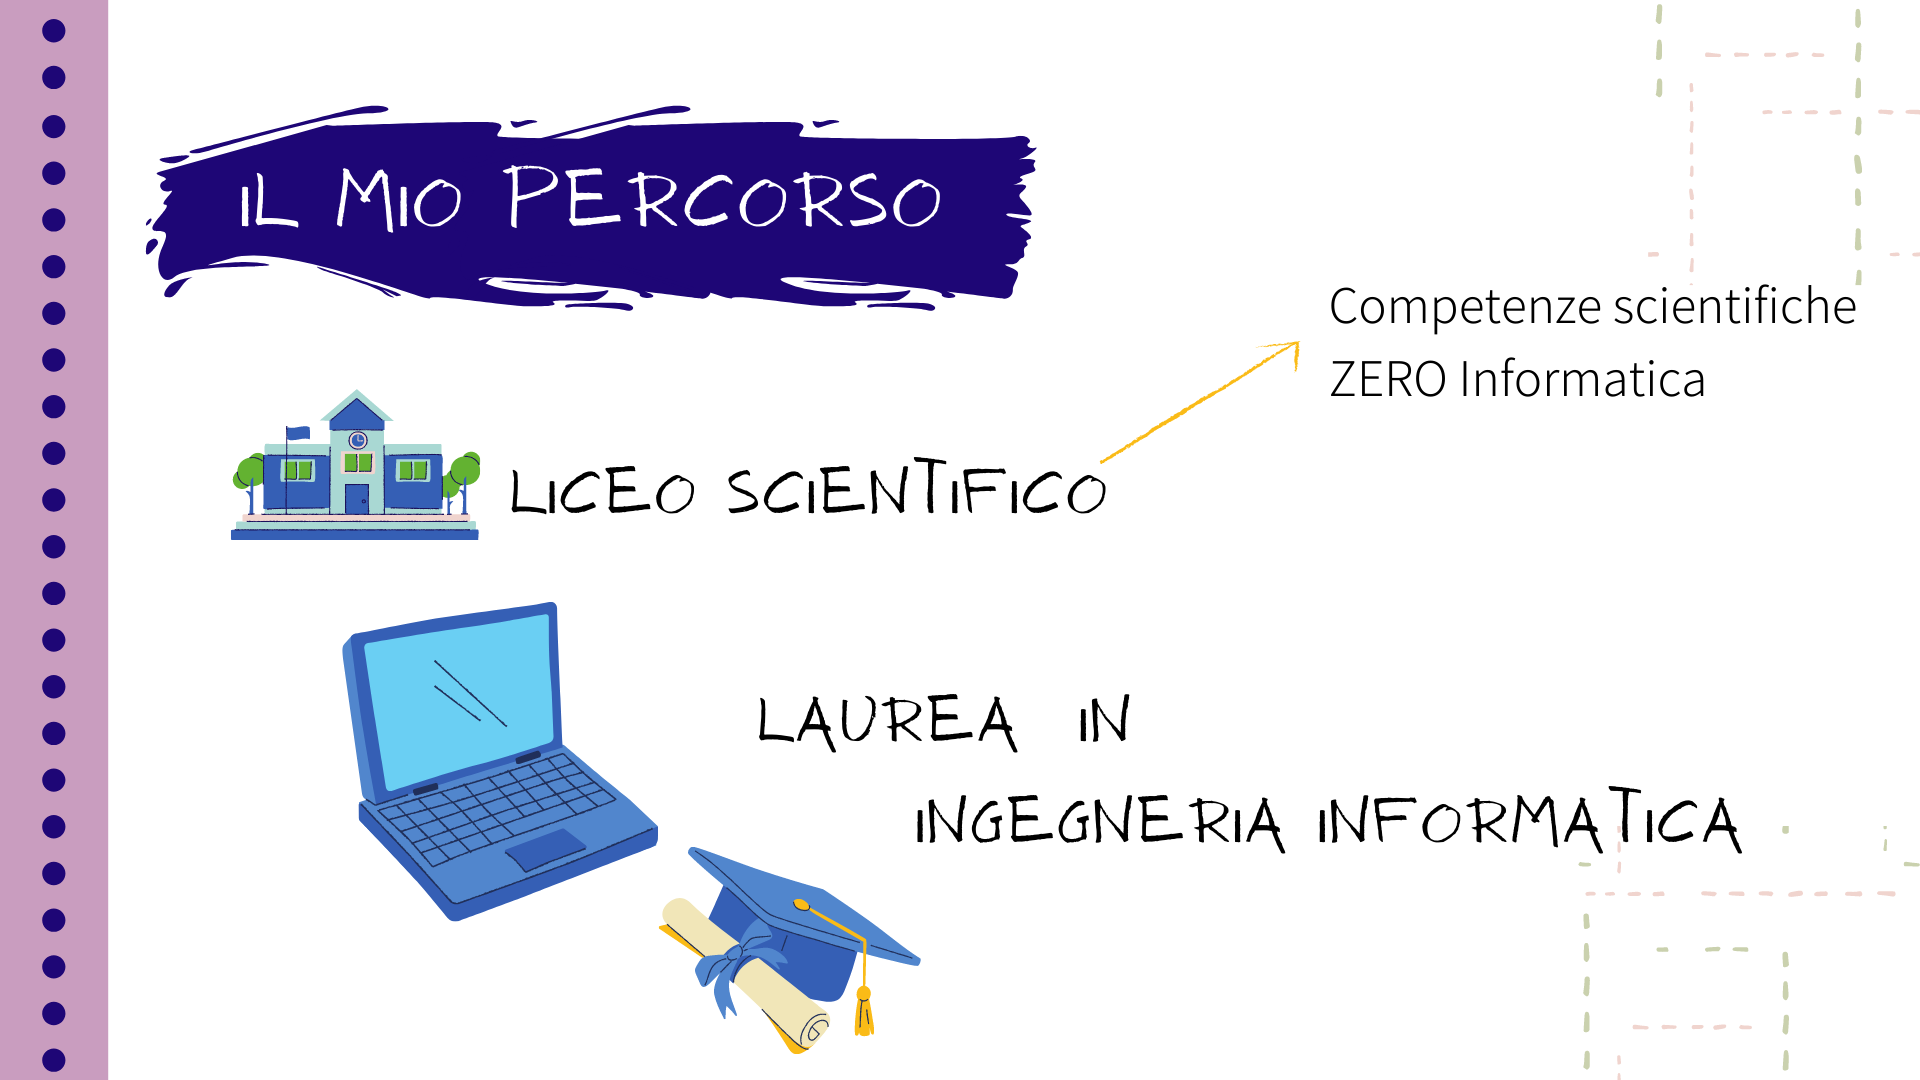 IL MIO PERCORSO
Competenze scientifiche
ZERO Informatica
LICEO SCIENTIFICO
LAUREA IN
INGEGNERIA INFORMATICA